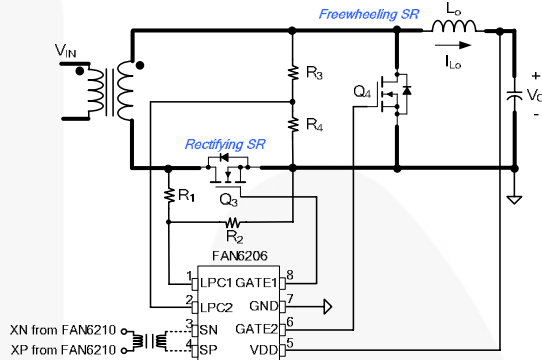 Freewheeling SR
Lo
VIN
ILo
R3
+
VO
-
Q4
R4
Rectifying SR
R1
Q3
R2
FAN6206
1 LPC1 GATE1 8
2 LPC2 GND 7
XN from FAN6210 3 SN GATE2 6
XP from FAN6210 4 SP VDD 5